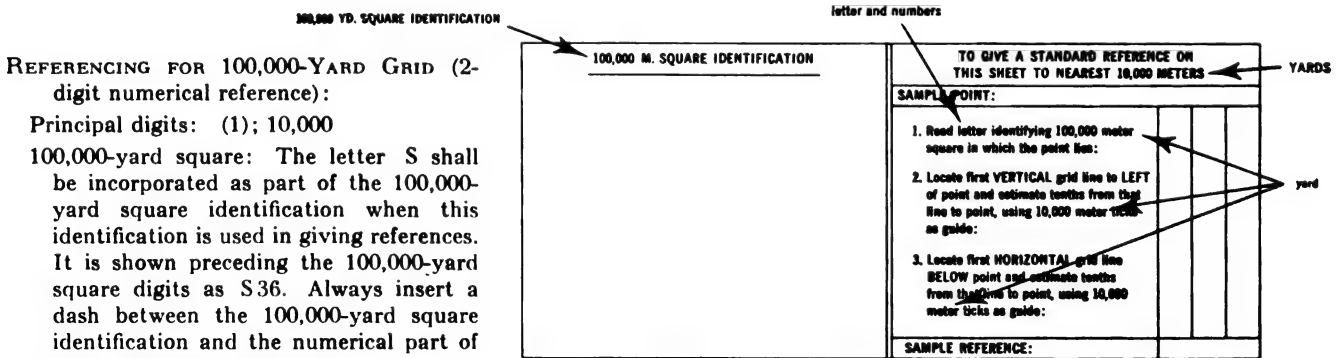 REFERENCING FOR 100,000-YARD GRID (2-
digit numerical reference):
Principal digits: (1); 10,000
100,000-yard square: The letter S shall
be incorporated as part of the 100,000-
yard square identification when this
identification is used in giving references.
It is shown preceding the 100,000-yard
square digits as S36. Always insert a
dash between the 100,000-yard square
identification and the numerical part of
100,000 YD. SQUARE IDENTIFICATION
letter and numbers
100,000 M. SQUARE IDENTIFICATION
TO GIVE A STANDARD REFERENCE ON
THIS SHEET TO NEAREST 10,000 METERS
YARDS
SAMPLE POINT:
1. Read letter identifying 100,000 meter
square in which the point lies:
2. Locate first VERTICAL grid line to LEFT
of point and estimate tenths from that
line to point, using 10,000 meter ticks
as guide:
yard
3. Locate first HORIZONTAL grid line
BELOW point and estimate tenths
from that line to point, using 10,000
meter ticks as guide:
SAMPLE REFERENCE: